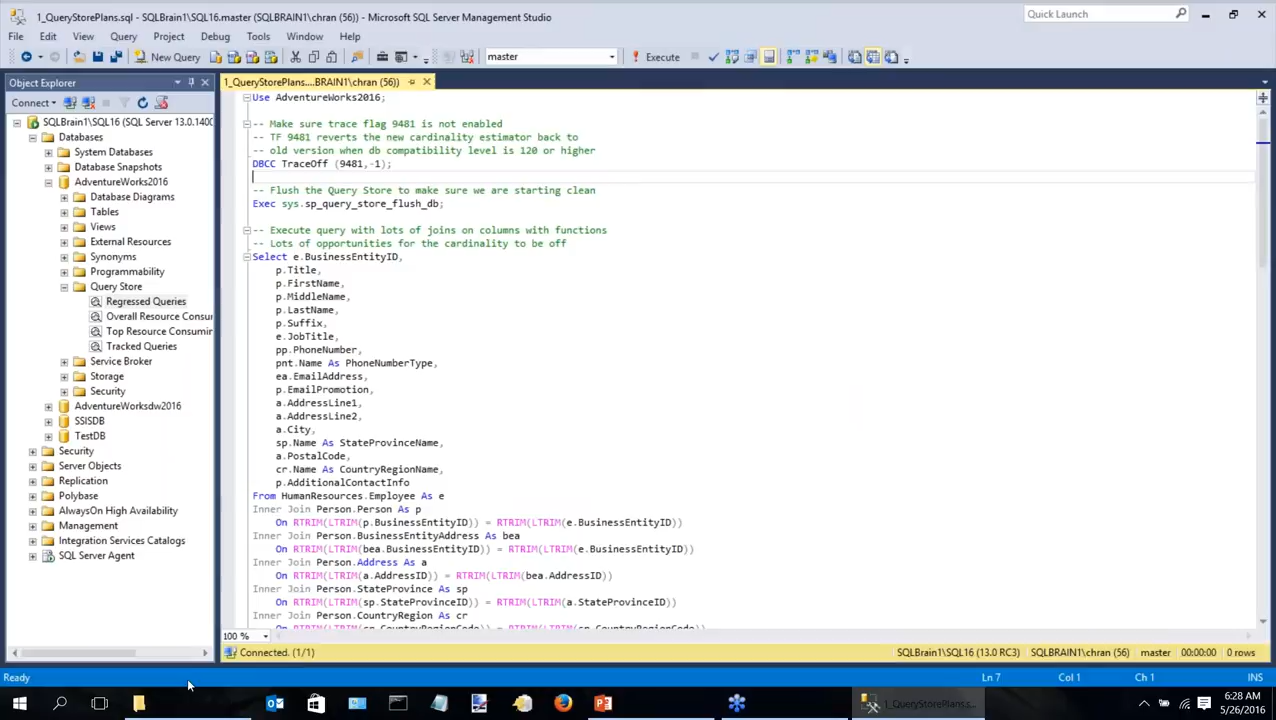 1_QueryStorePlans.sql - SQLBrain1\SQL16.master (SQLBRAIN1\chran (56))* - Microsoft SQL Server Management Studio
Quick Launch
File Edit View Query Project Debug Tools Window Help
New Query
master
Execute
Object Explorer
1_QueryStorePlans....BRAIN1\chran (56))
Connect
SQLBrain1\SQL16 (SQL Server 13.0.1400
Databases
System Databases
Database Snapshots
AdventureWorks2016
Database Diagrams
Tables
Views
External Resources
Synonyms
Programmability
Query Store
Regressed Queries
Overall Resource Consu
Top Resource Consumin
Tracked Queries
Service Broker
Storage
Security
AdventureWorksdw2016
SSISDB
TestDB
Security
Server Objects
Replication
Polybase
AlwaysOn High Availability
Management
Integration Services Catalogs
SQL Server Agent
Use AdventureWorks2016;
-- Make sure trace flag 9481 is not enabled
-- TF 9481 reverts the new cardinality estimator back to
-- old version when db compatibility level is 120 or higher
DBCC TraceOff (9481,-1);
-- Flush the Query Store to make sure we are starting clean
Exec sys.sp_query_store_flush_db;
-- Execute query with lots of joins on columns with functions
-- Lots of opportunities for the cardinality to be off
Select e.BusinessEntityID,
p.Title,
p.FirstName,
p.MiddleName,
p.LastName,
p.Suffix,
e.JobTitle,
pp.PhoneNumber,
pnt.Name As PhoneNumberType,
ea.EmailAddress,
p.EmailPromotion,
a.AddressLine1,
a.AddressLine2,
a.City,
sp.Name As StateProvinceName,
a.PostalCode,
cr.Name As CountryRegionName,
p.AdditionalContactInfo
From HumanResources.Employee As e
Inner Join Person.Person As p
On RTRIM(LTRIM(p.BusinessEntityID)) = RTRIM(LTRIM(e.BusinessEntityID))
Inner Join Person.BusinessEntityAddress As bea
On RTRIM(LTRIM(bea.BusinessEntityID)) = RTRIM(LTRIM(e.BusinessEntityID))
Inner Join Person.Address As a
On RTRIM(LTRIM(a.AddressID)) = RTRIM(LTRIM(bea.AddressID))
Inner Join Person.StateProvince As sp
On RTRIM(LTRIM(sp.StateProvinceID)) = RTRIM(LTRIM(a.StateProvinceID))
Inner Join Person.CountryRegion As cr
On RTRIM(LTRIM(cr.CountryRegionCode)) = RTRIM(LTRIM(sp.CountryRegionCode))
100 %
Connected. (1/1)
SQLBrain1\SQL16 (13.0 RC3) SQLBRAIN1\chran (56) master 00:00:00 0 rows
Ready
Ln 7 Col 1 Ch 1 INS
1_QueryStorePlans.s...
6:28 AM
5/26/2016